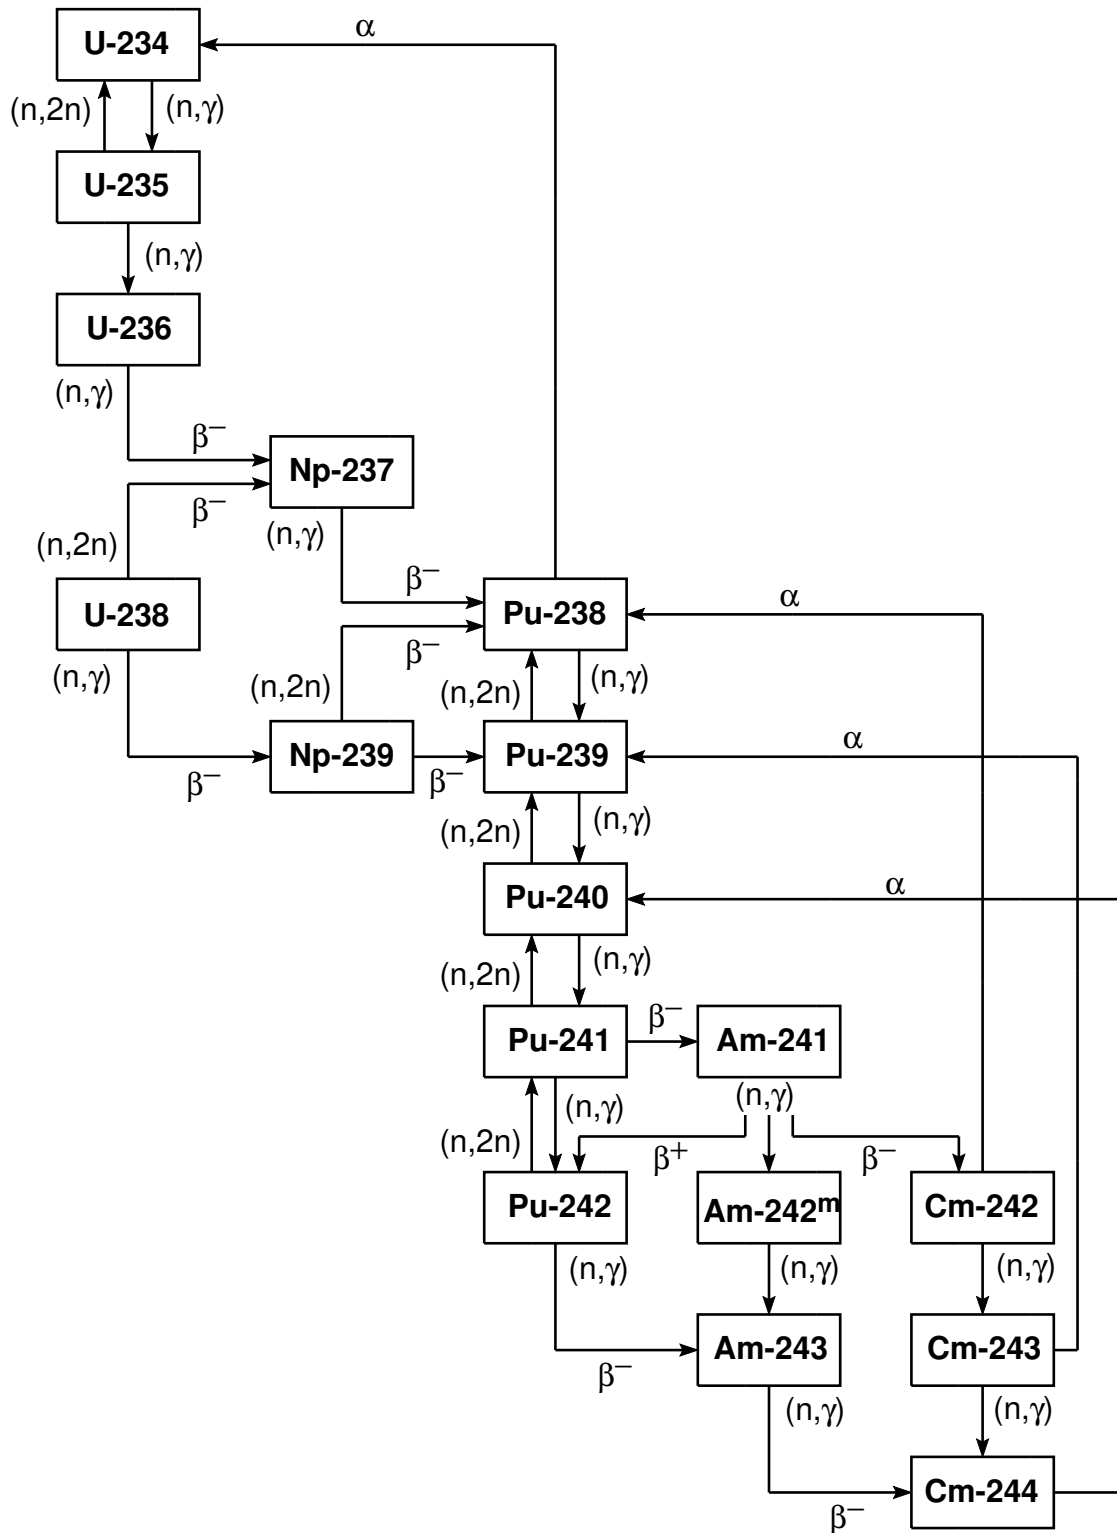 α
U-234
(n,2n) (n,γ)
U-235
(n,γ)
U-236
(n,γ)
β–
Np-237
β–
(n,γ)
(n,2n)
β–
α
U-238
Pu-238
β–
(n,γ)
(n,2n)
(n,2n)
(n,γ)
α
Np-239
Pu-239
β–
β–
(n,2n)
(n,γ)
α
Pu-240
(n,2n)
(n,γ)
β–
Pu-241
Am-241
(n,γ)
(n,γ)
(n,2n)
β+
β–
Pu-242
Am-242m
Cm-242
(n,γ)
(n,γ)
(n,γ)
Am-243
Cm-243
β–
(n,γ)
(n,γ)
Cm-244
β–